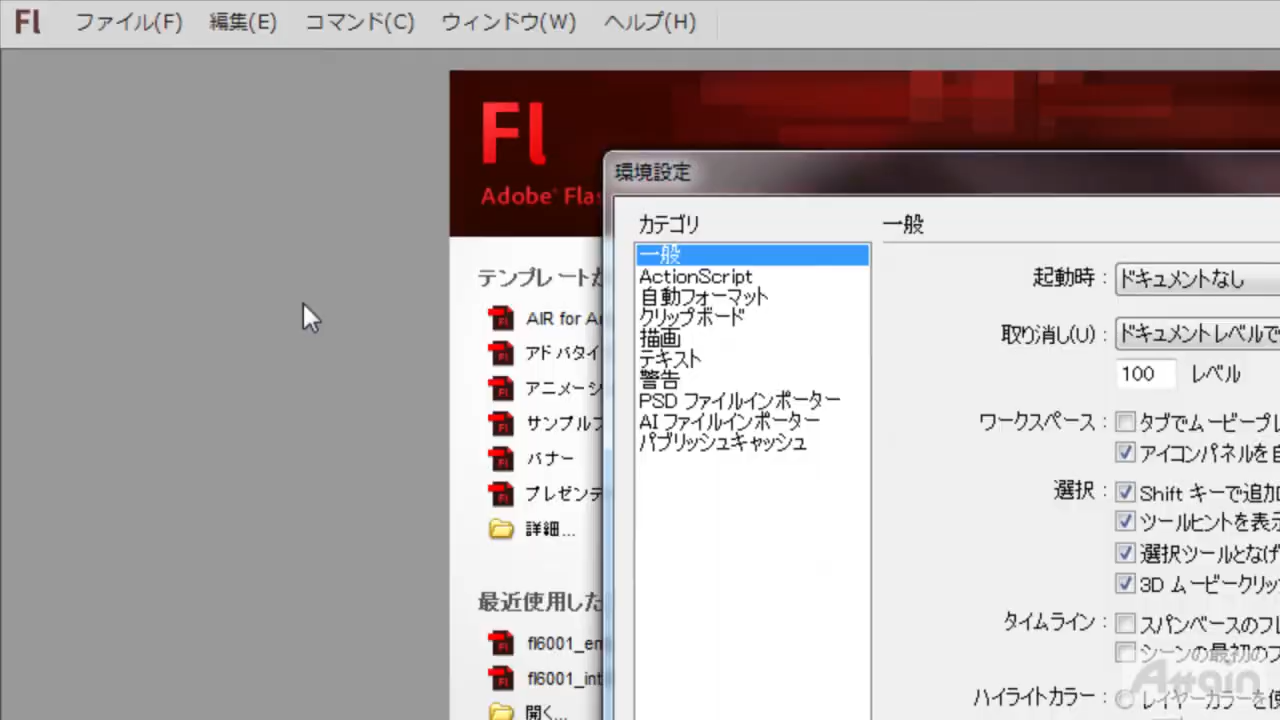 Fl ファイル(F) 編集(E) コマンド(C) ウィンドウ(W) ヘルプ(H)
Fl
Adobe® Fla
テンプレートか
AIR for A
アドバタイ
アニメーシ
サンプルフ
バナー
プレゼンテ
詳細...
最近使用した
fl6001_en
fl6001_int
開く...
環境設定
カテゴリ
一般
ActionScript
自動フォーマット
クリップボード
描画
テキスト
警告
PSD ファイルインポーター
AI ファイルインポーター
パブリッシュキャッシュ
一般
起動時 : ドキュメントなし
取り消し(U) : ドキュメントレベルで
100 レベル
ワークスペース : タブでムービープレ
アイコンパネルを自
選択 : Shift キーで追加
ツールヒントを表示
選択ツールとなげ
3D ムービークリッ
タイムライン : スパンベースのフレ
シーンの最初のフ
ハイライトカラー : レイヤーカラーを使
Attain